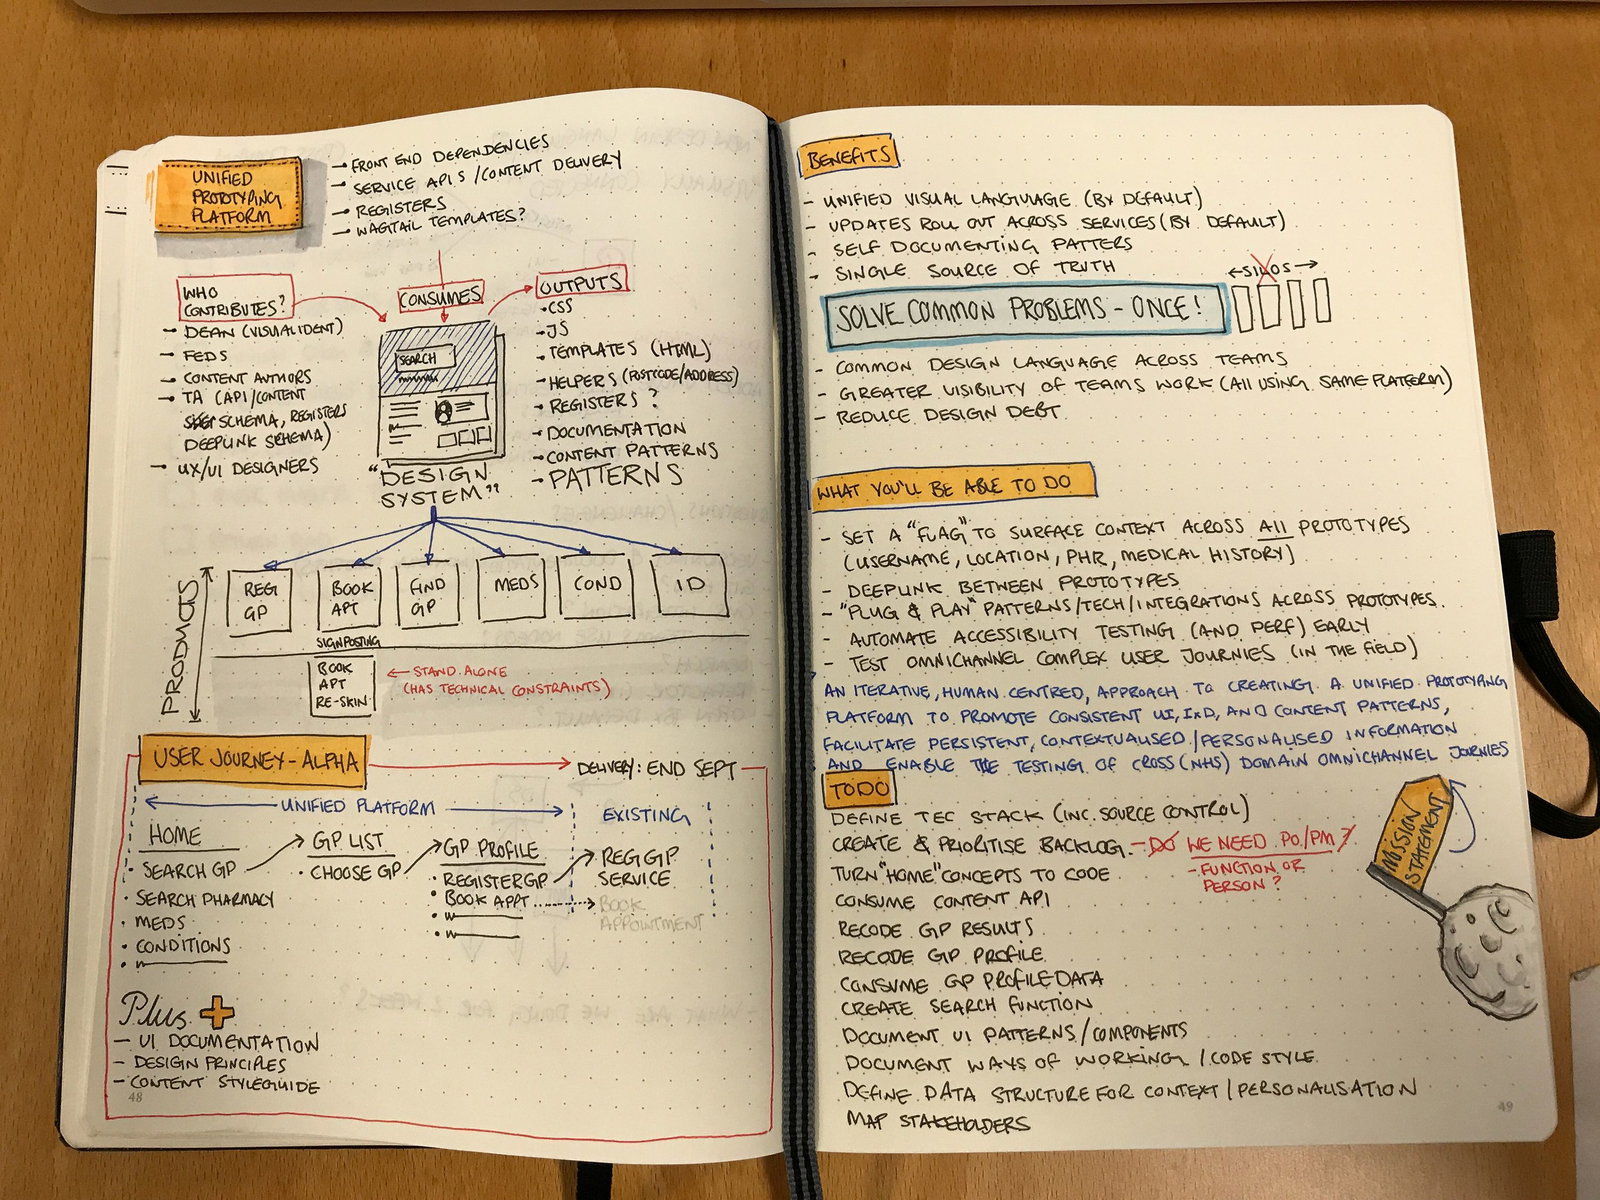 UNIFIED
PROTOTYPING
PLATFORM
→ FRONT END DEPENDENCIES
→ SERVICE API'S / CONTENT DELIVERY
→ REGISTERS
→ WAGTAIL TEMPLATES?
WHO
CONTRIBUTES?
→ DEAN (VISUAL IDENT)
→ FEDS
→ CONTENT AUTHORS
→ TA (API/CONTENT
SCHEMA, REGISTERS
DEEPLINK SCHEMA)
→ UX/UI DESIGNERS
CONSUMES
SEARCH
"DESIGN
SYSTEM"
OUTPUTS
• CSS
→ JS
→ TEMPLATES (HTML)
→ HELPERS (POSTCODE/ADDRESS)
→ REGISTERS?
→ DOCUMENTATION
→ CONTENT PATTERNS
→ PATTERNS
PRODUCTS
REG
GP
BOOK
APT
FIND
GP
MEDS
COND
ID
SIGNPOSTING
BOOK
APT
RE-SKIN
← STAND ALONE
(HAS TECHNICAL CONSTRAINTS)
USER JOURNEY - ALPHA
DELIVERY: END SEPT
UNIFIED PLATFORM
EXISTING
HOME
• SEARCH GP
• SEARCH PHARMACY
• MEDS
• CONDITIONS
GP LIST
• CHOOSE GP
GP PROFILE
• REGISTER GP
• BOOK APPT
REG GP
SERVICE
BOOK
APPOINTMENT
Plus +
— UI DOCUMENTATION
— DESIGN PRINCIPLES
— CONTENT STYLEGUIDE
48
BENEFITS
- UNIFIED VISUAL LANGUAGE (BY DEFAULT)
- UPDATES ROLL OUT ACROSS SERVICES (BY DEFAULT)
- SELF DOCUMENTING PATTERS
- SINGLE SOURCE OF TRUTH
← SILOS →
SOLVE COMMON PROBLEMS - ONCE!
- COMMON DESIGN LANGUAGE ACROSS TEAMS
- GREATER VISIBILITY OF TEAMS WORK (All USING SAME PLATFORM)
- REDUCE DESIGN DEBT
WHAT YOU'LL BE ABLE TO DO
- SET A "FLAG" TO SURFACE CONTEXT ACROSS All PROTOTYPES
(USERNAME, LOCATION, PHR, MEDICAL HISTORY)
- DEEPLINK BETWEEN PROTOTYPES
- "PLUG & PLAY" PATTERNS/TECH/INTEGRATIONS ACROSS PROTOTYPES.
- AUTOMATE ACCESSIBILITY TESTING (AND PERF) EARLY
- TEST OMNICHANNEL COMPLEX USER JOURNIES (IN THE FIELD)
AN ITERATIVE, HUMAN CENTRED, APPROACH TO CREATING A UNIFIED PROTOTYPING
PLATFORM TO PROMOTE CONSISTENT UI, IxD, AND CONTENT PATTERNS,
FACILITATE PERSISTENT, CONTEXTUALISED / PERSONALISED INFORMATION
AND ENABLE THE TESTING OF CROSS (NHS) DOMAIN OMNICHANNEL JOURNIES
MISSION
STATEMENT
TODO
DEFINE TEC STACK (INC. SOURCE CONTROL)
CREATE & PRIORITISE BACKLOG. - DO WE NEED PO/PM?
- FUNCTION OR
PERSON?
TURN "HOME" CONCEPTS TO CODE
CONSUME CONTENT API
RECODE GP RESULTS
RECODE GP PROFILE
CONSUME GP PROFILE DATA
CREATE SEARCH FUNCTION
DOCUMENT UI PATTERNS / COMPONENTS
DOCUMENT WAYS OF WORKING / CODE STYLE
DEFINE DATA STRUCTURE FOR CONTEXT / PERSONALISATION
MAP STAKEHOLDERS
49